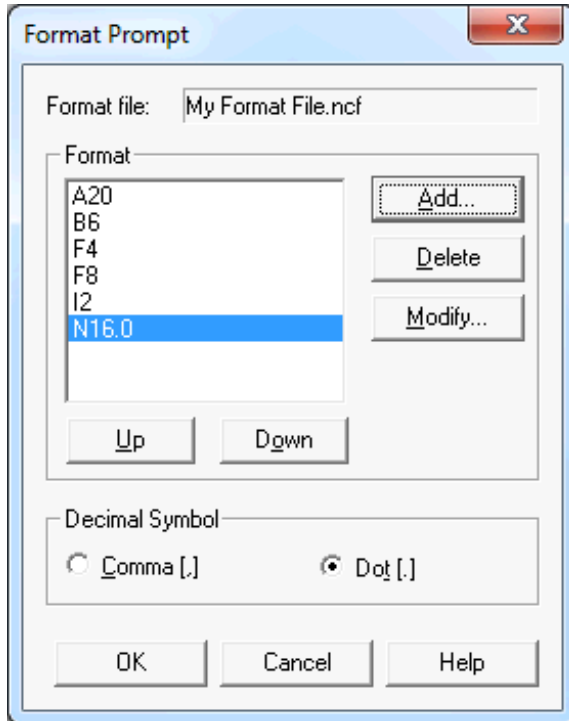 Format Prompt
Format file: My Format File.ncf
Format
A20
B6
F4
F8
I2
N16.0
Add...
Delete
Modify...
Up Down
Decimal Symbol
Comma [,] Dot [.]
OK Cancel Help